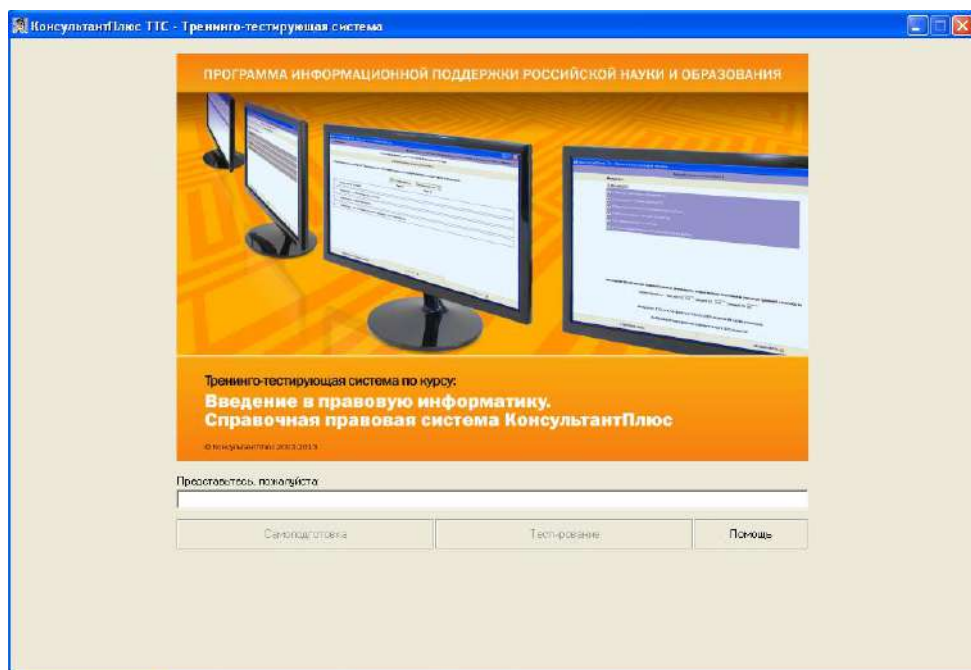 КонсультантПлюс ТТС - Тренинго-тестирующая система
ПРОГРАММА ИНФОРМАЦИОННОЙ ПОДДЕРЖКИ РОССИЙСКОЙ НАУКИ И ОБРАЗОВАНИЯ
Тренинго-тестирующая система по курсу:
Введение в правовую информатику.
Справочная правовая система КонсультантПлюс
© КонсультантПлюс
Представьтесь, пожалуйста:
Самоподготовка
Тестирование
Помощь